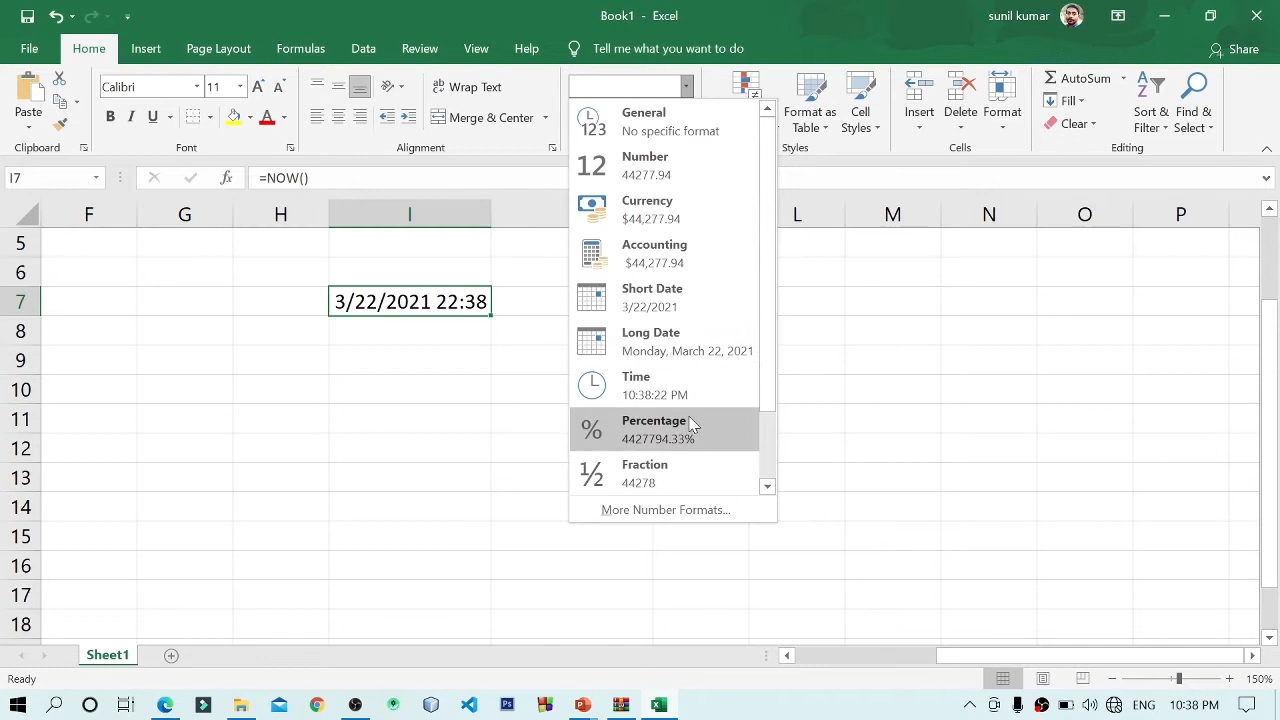 Book1 - Excel
sunil kumar
File
Home
Insert
Page Layout
Formulas
Data
Review
View
Help
Tell me what you want to do
Share
Paste
Clipboard
Calibri
11
A
A
B
I
U
A
Font
ab Wrap Text
Merge & Center
Alignment
Format as
Table
Cell
Styles
Styles
Insert
Delete
Format
Cells
AutoSum
Fill
Clear
Sort &
Filter
Find &
Select
Editing
I7
fx
=NOW()
F
G
H
I
L
M
N
O
P
5
6
7
8
9
10
11
12
13
14
15
16
17
18
3/22/2021 22:38
123
General
No specific format
12
Number
44277.94
Currency
$44,277.94
Accounting
$44,277.94
Short Date
3/22/2021
Long Date
Monday, March 22, 2021
Time
10:38:22 PM
%
Percentage
4427794.33%
½
Fraction
44278
More Number Formats...
Sheet1
Ready
150%
ENG
10:38 PM